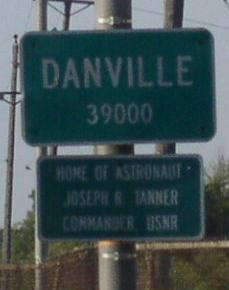 DANVILLE
39000
HOME OF ASTRONAUT
JOSEPH R. TANNER
COMMANDER USNR